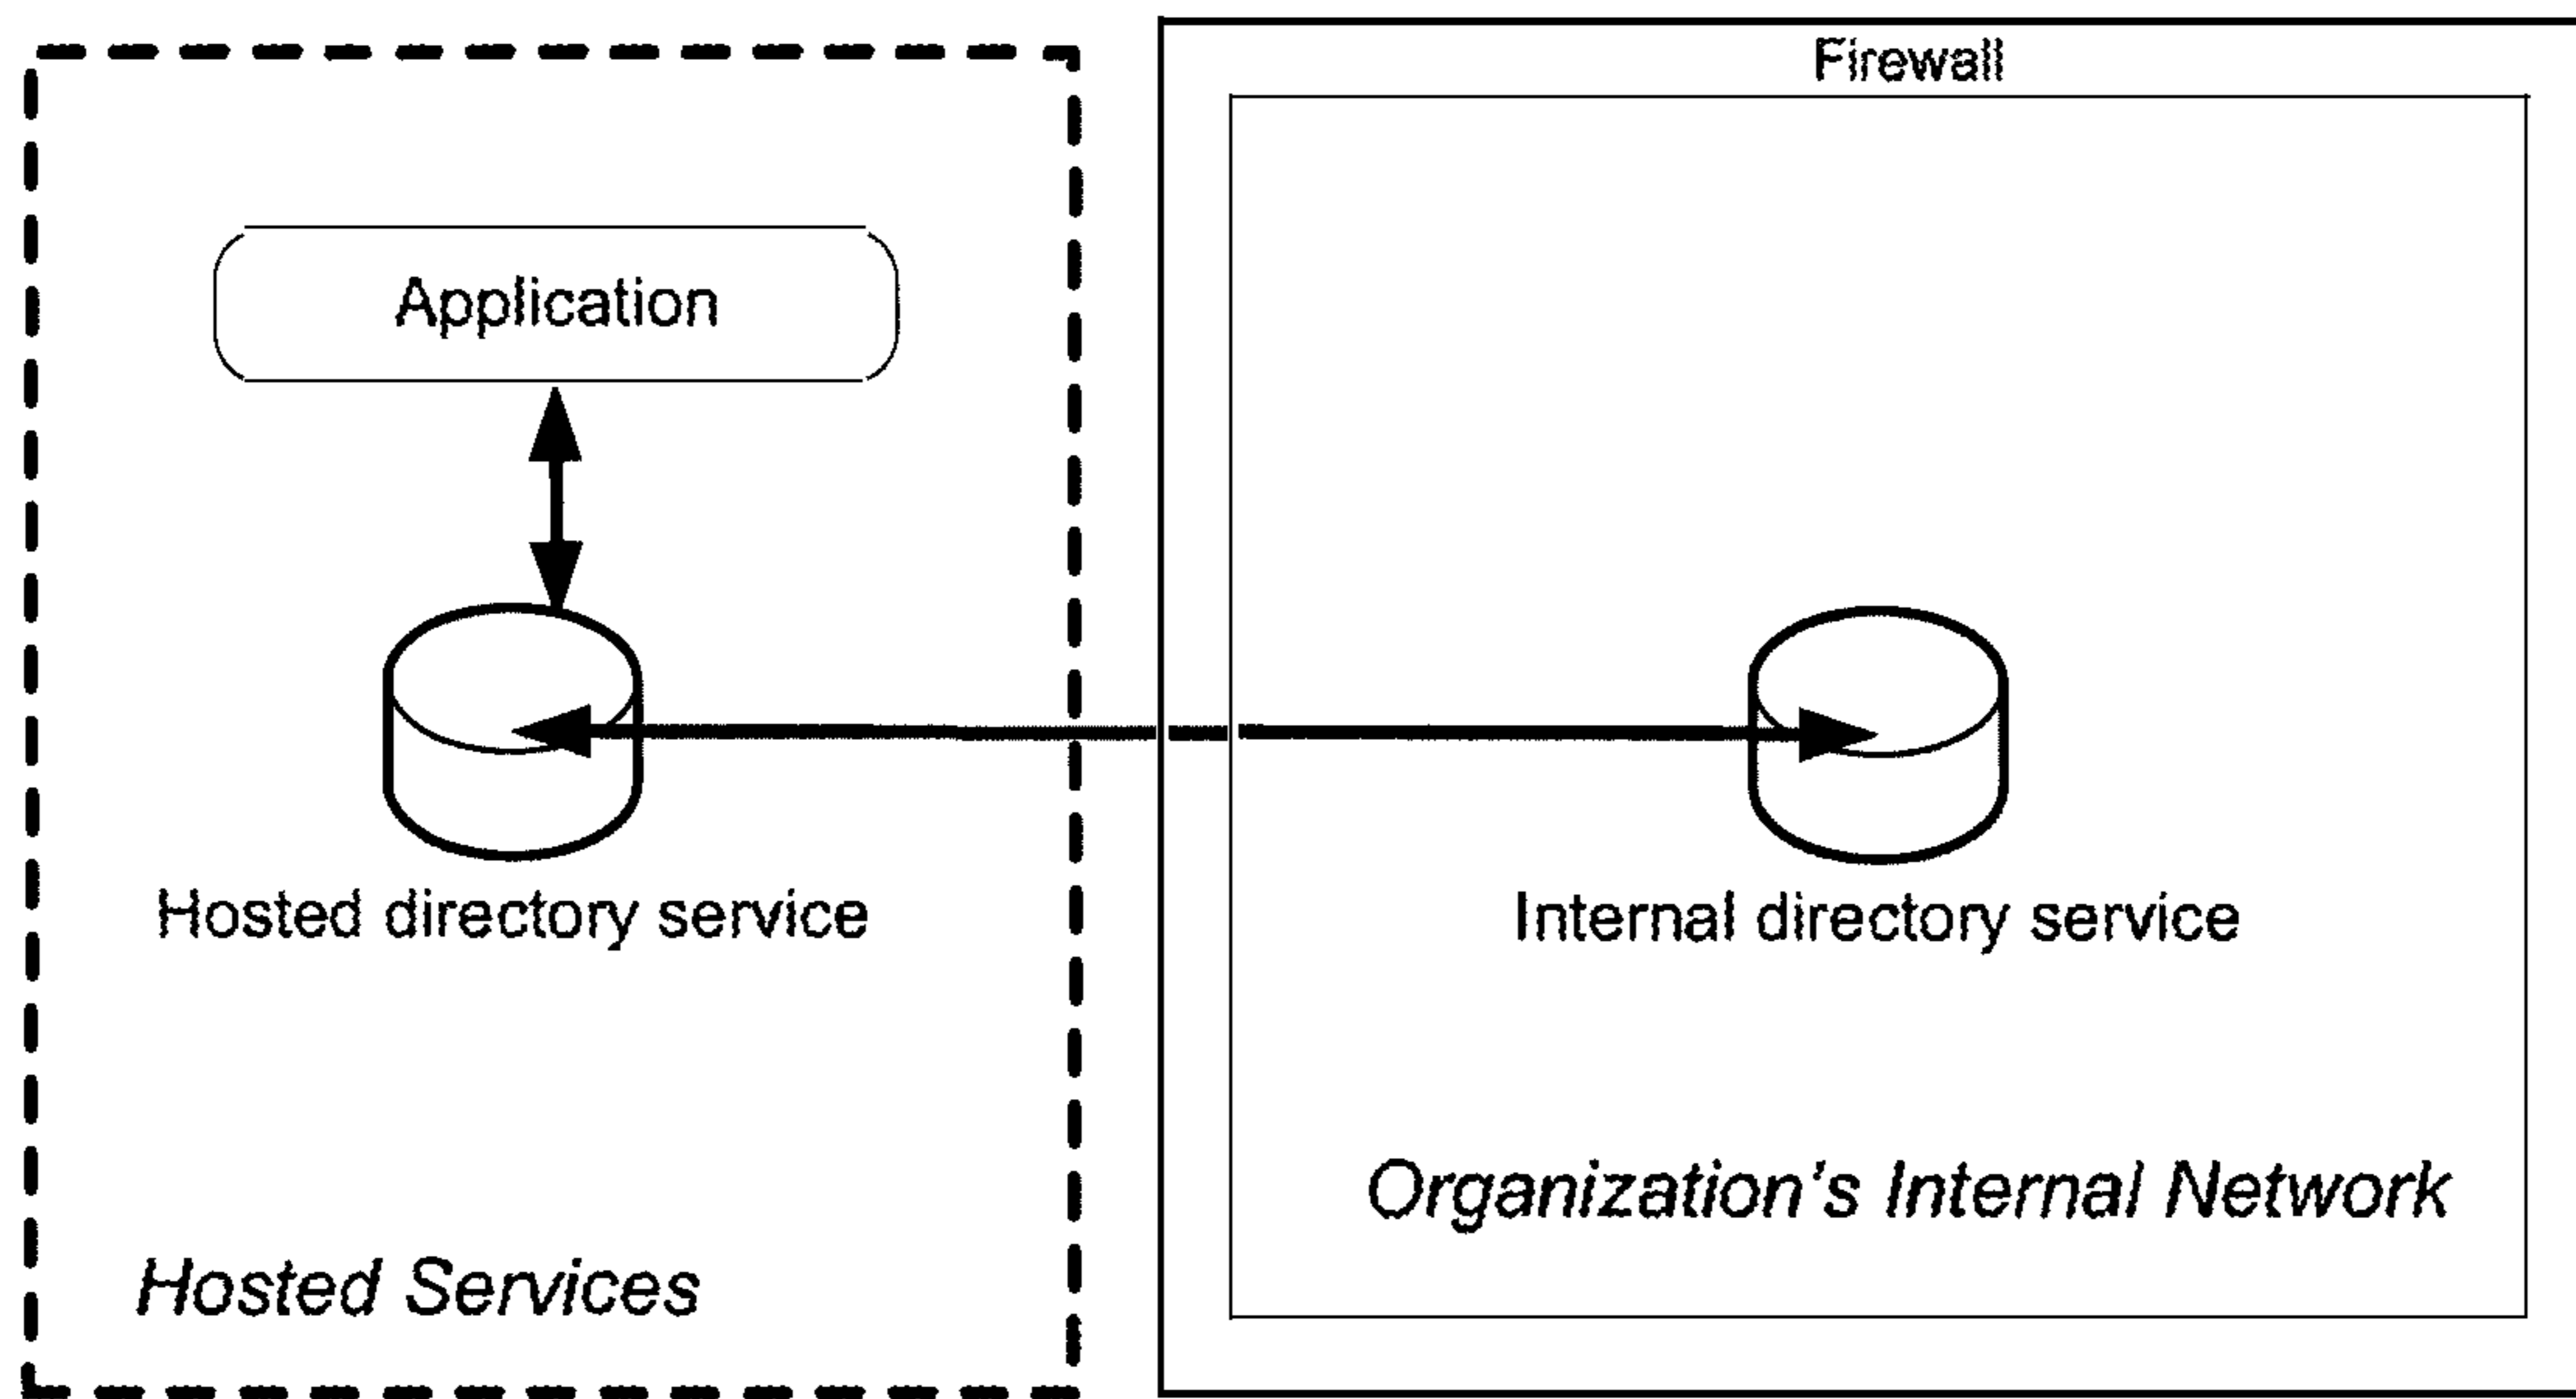 Firewall
Application
Hosted directory service
Internal directory service
Organization's Internal Network
Hosted Services